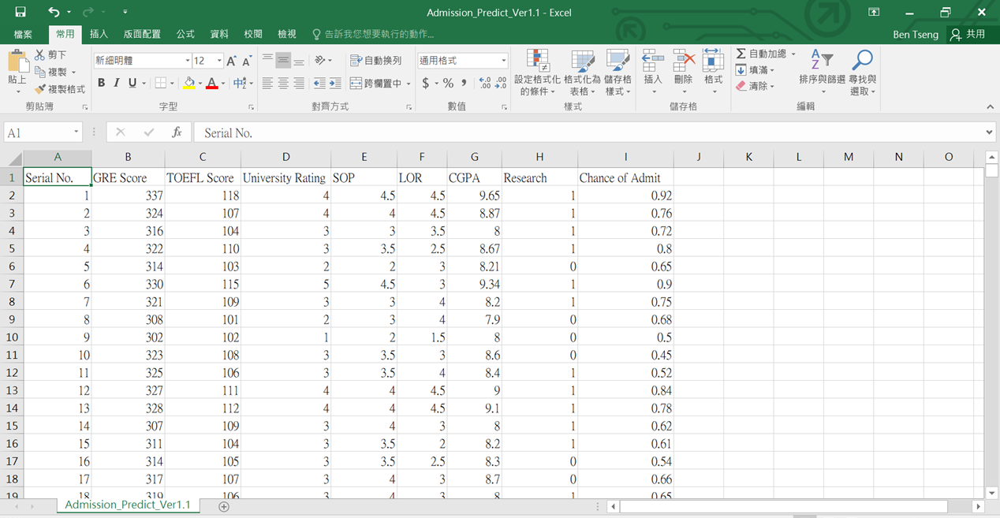 Admission_Predict_Ver1.1 - Excel
檔案 常用 插入 版面配置 公式 資料 校閱 檢視 告訴我您想要執行的動作... Ben Tseng 共用
貼上 剪下 複製 複製格式
新細明體 12 A A
B I U A 中
自動換列
跨欄置中
通用格式
$ % , .0 .00 .00 .0
設定格式化的條件 格式化為表格 儲存格樣式
插入 刪除 格式
Σ 自動加總 填滿 清除
排序與篩選 尋找與選取
剪貼簿 字型 對齊方式 數值 樣式 儲存格 編輯
A1 fx Serial No.
A B C D E F G H I J K L M N O
1 Serial No. GRE Score TOEFL Score University Rating SOP LOR CGPA Research Chance of Admit
2 1 337 118 4 4.5 4.5 9.65 1 0.92
3 2 324 107 4 4 4.5 8.87 1 0.76
4 3 316 104 3 3 3.5 8 1 0.72
5 4 322 110 3 3.5 2.5 8.67 1 0.8
6 5 314 103 2 2 3 8.21 0 0.65
7 6 330 115 5 4.5 3 9.34 1 0.9
8 7 321 109 3 3 4 8.2 1 0.75
9 8 308 101 2 3 4 7.9 0 0.68
10 9 302 102 1 2 1.5 8 0 0.5
11 10 323 108 3 3.5 3 8.6 0 0.45
12 11 325 106 3 3.5 4 8.4 1 0.52
13 12 327 111 4 4 4.5 9 1 0.84
14 13 328 112 4 4 4.5 9.1 1 0.78
15 14 307 109 3 4 3 8 1 0.62
16 15 311 104 3 3.5 2 8.2 1 0.61
17 16 314 105 3 3.5 2.5 8.3 0 0.54
18 17 317 107 3 4 3 8.7 0 0.66
19 18 319 106 3 4 3 8 1 0.65
Admission_Predict_Ver1.1